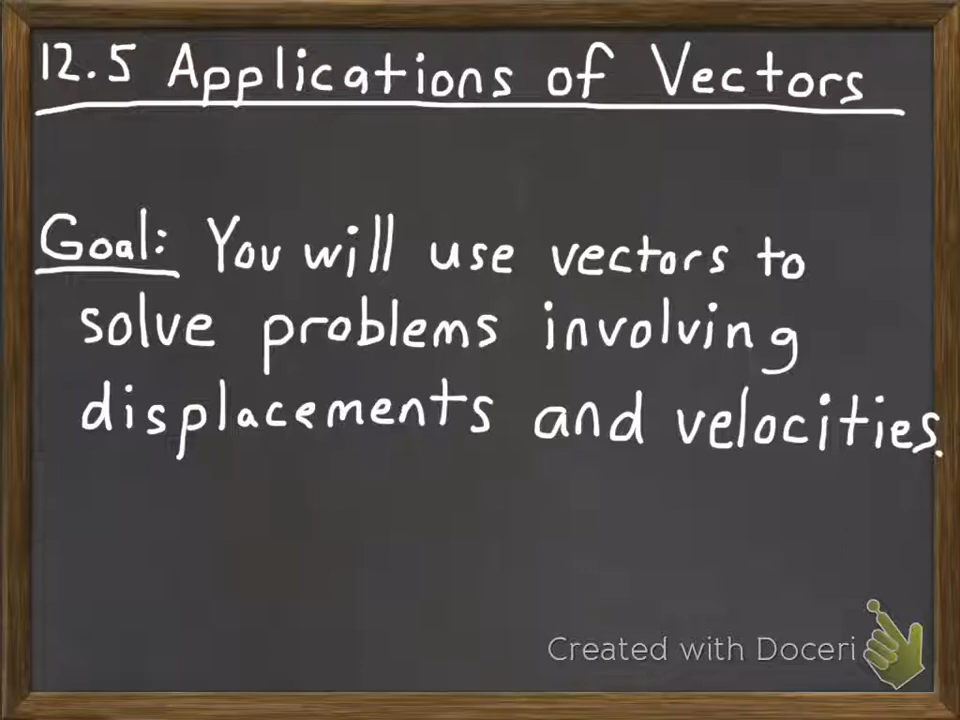 12.5 Applications of Vectors
Goal: You will use vectors to
solve problems involving
displacements and velocities.
Created with Doceri